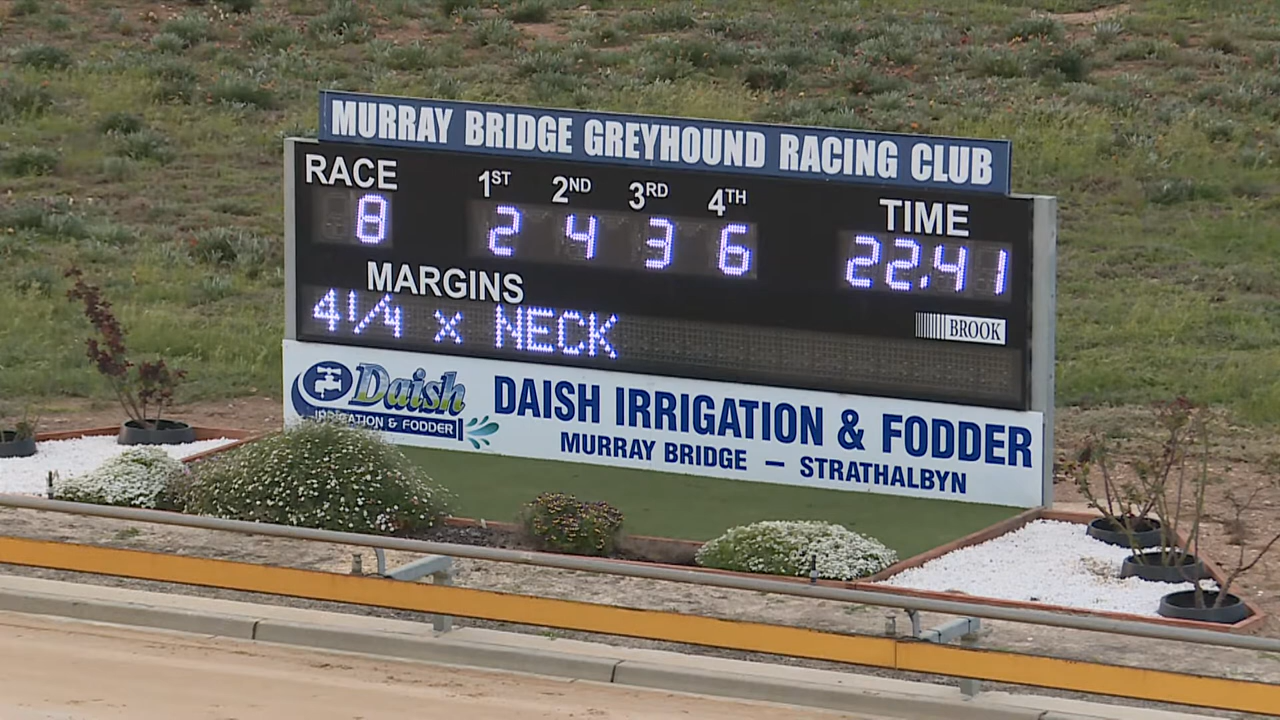 MURRAY BRIDGE GREYHOUND RACING CLUB
RACE 1ST 2ND 3RD 4TH TIME
8 2 4 3 6 22.41
MARGINS
4 1/4 x NECK
BROOK
Daish
IRRIGATION & FODDER
DAISH IRRIGATION & FODDER
MURRAY BRIDGE – STRATHALBYN